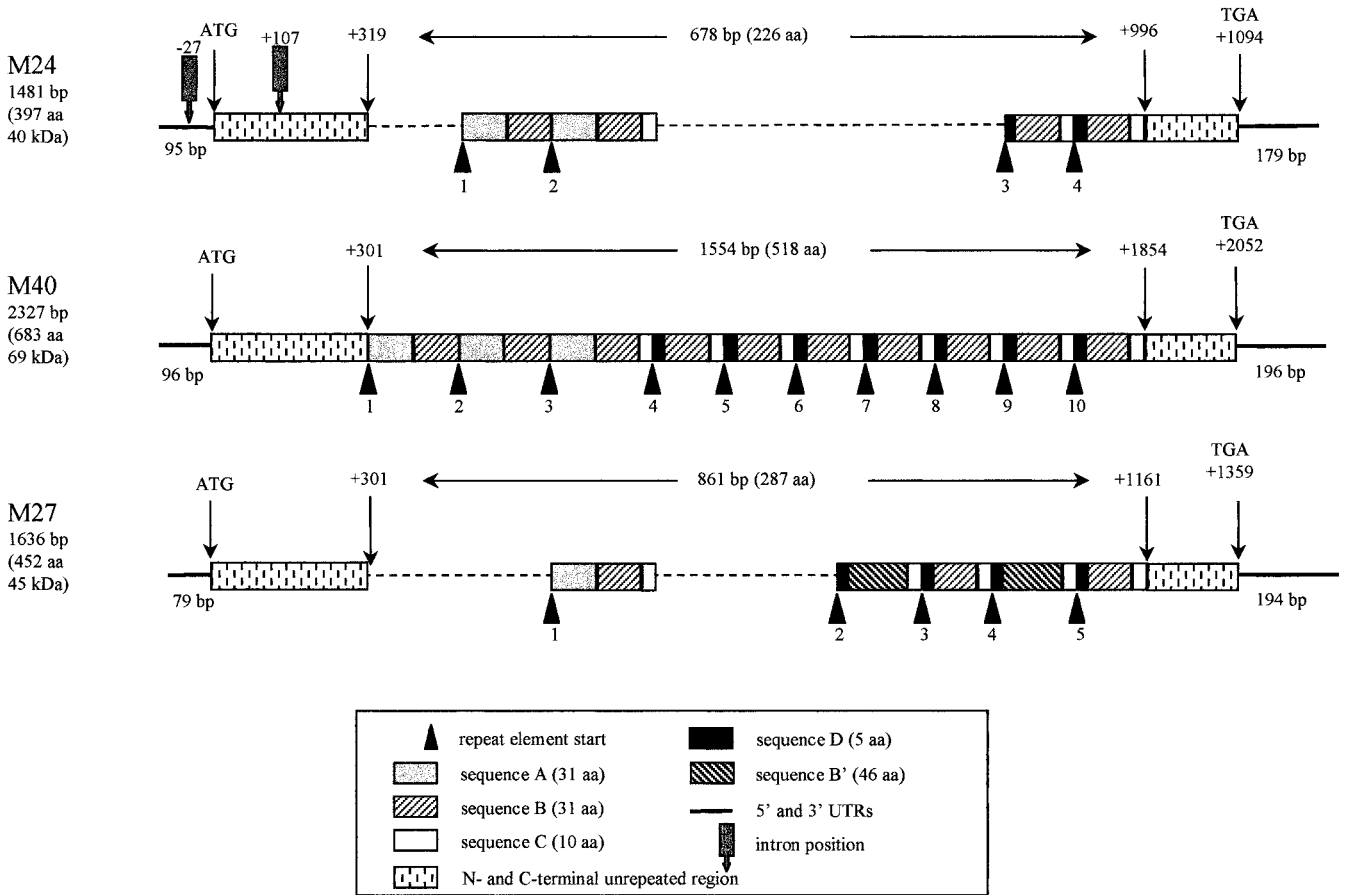 M24
1481 bp
(397 aa
40 kDa)
-27
ATG
+107
+319
678 bp (226 aa)
+996
TGA
+1094
95 bp
179 bp
1
2
3
4
M40
2327 bp
(683 aa
69 kDa)
ATG
+301
1554 bp (518 aa)
+1854
TGA
+2052
96 bp
196 bp
1
2
3
4
5
6
7
8
9
10
M27
1636 bp
(452 aa
45 kDa)
ATG
+301
861 bp (287 aa)
+1161
TGA
+1359
79 bp
194 bp
1
2
3
4
5
repeat element start
sequence A (31 aa)
sequence B (31 aa)
sequence C (10 aa)
N- and C-terminal unrepeated region
sequence D (5 aa)
sequence B' (46 aa)
5' and 3' UTRs
intron position